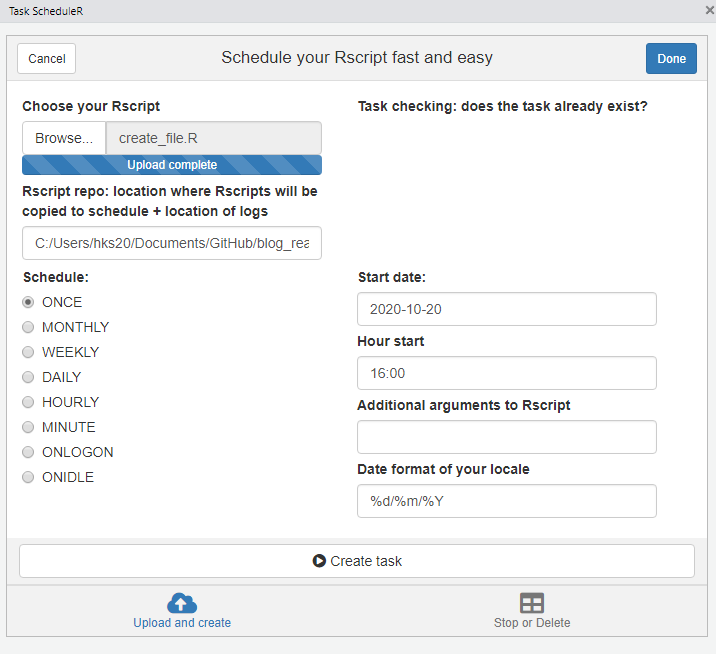 Task ScheduleR
Cancel
Schedule your Rscript fast and easy
Done
Choose your Rscript
Browse...
create_file.R
Upload complete
Rscript repo: location where Rscripts will be
copied to schedule + location of logs
C:/Users/hks20/Documents/GitHub/blog_rea
Task checking: does the task already exist?
Schedule:
ONCE
MONTHLY
WEEKLY
DAILY
HOURLY
MINUTE
ONLOGON
ONIDLE
Start date:
2020-10-20
Hour start
16:00
Additional arguments to Rscript
Date format of your locale
%d/%m/%Y
Create task
Upload and create
Stop or Delete